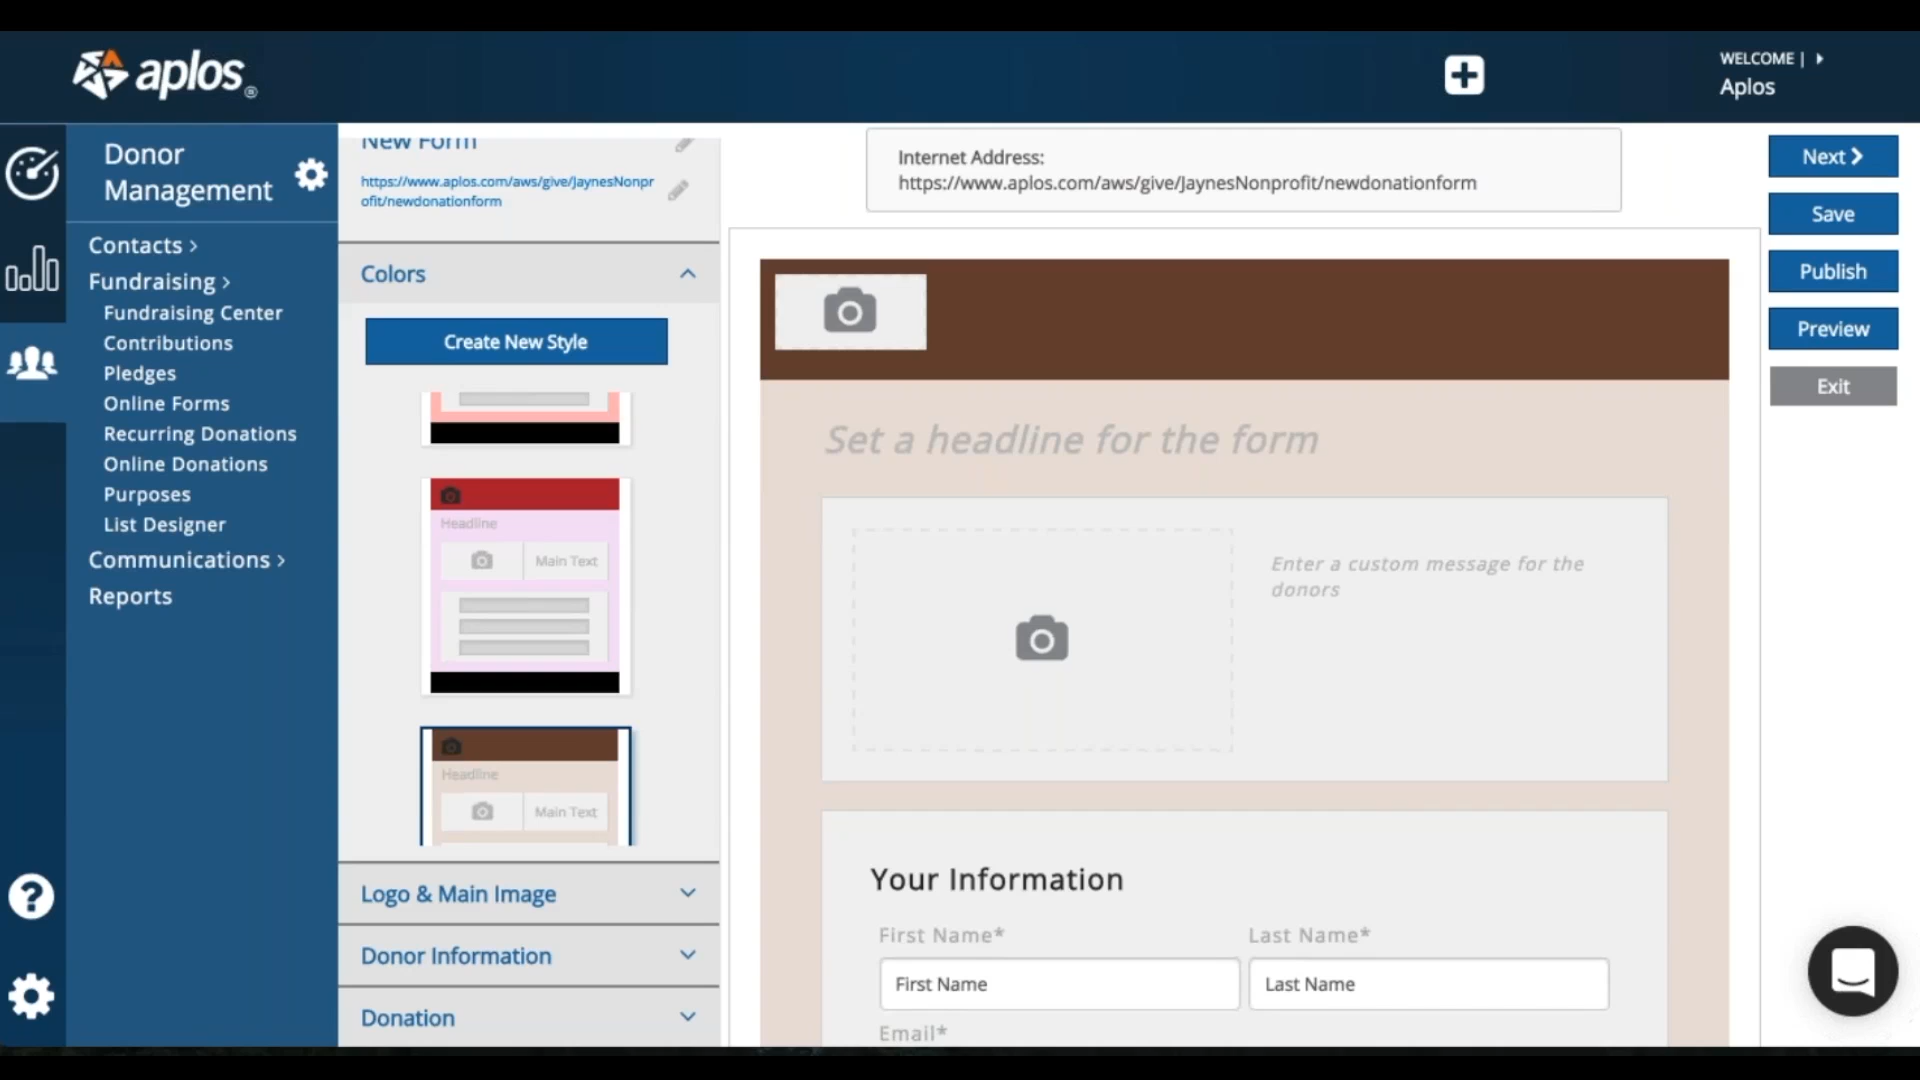 aplos®
WELCOME |
Aplos
Donor
Management
Contacts >
Fundraising >
Fundraising Center
Contributions
Pledges
Online Forms
Recurring Donations
Online Donations
Purposes
List Designer
Communications >
Reports
New Form
https://www.aplos.com/aws/give/JaynesNonpr
ofit/newdonationform
Colors
Create New Style
Headline
Main Text
Headline
Main Text
Logo & Main Image
Donor Information
Donation
Internet Address:
https://www.aplos.com/aws/give/JaynesNonprofit/newdonationform
Set a headline for the form
Enter a custom message for the
donors
Your Information
First Name* Last Name*
First Name Last Name
Email*
Next
Save
Publish
Preview
Exit